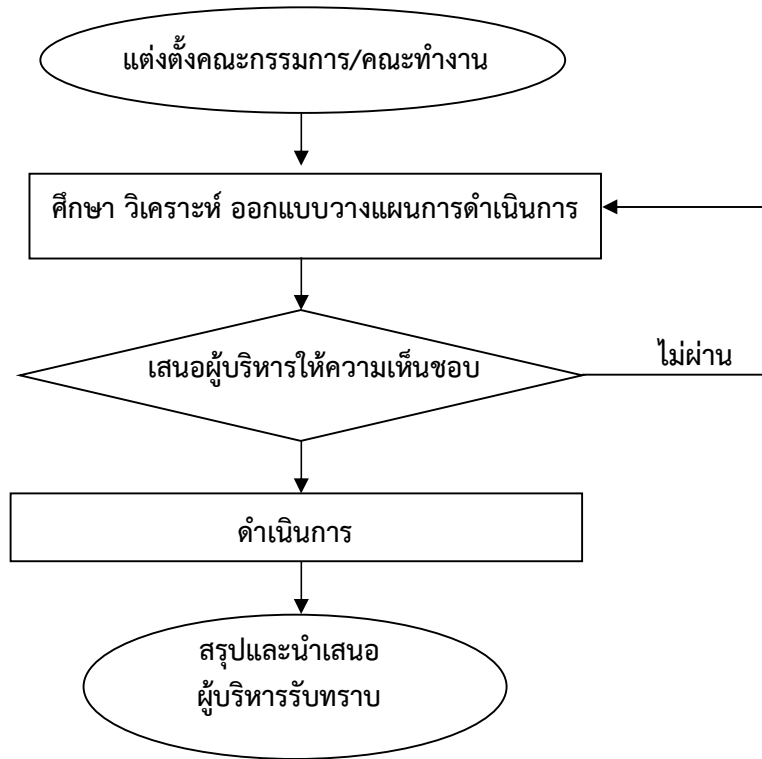 แต่งตั้งคณะกรรมการ/คณะทำงาน
ศึกษา วิเคราะห์ ออกแบบวางแผนการดำเนินการ
เสนอผู้บริหารให้ความเห็นชอบ
ไม่ผ่าน
ดำเนินการ
สรุปและนำเสนอ
ผู้บริหารรับทราบ